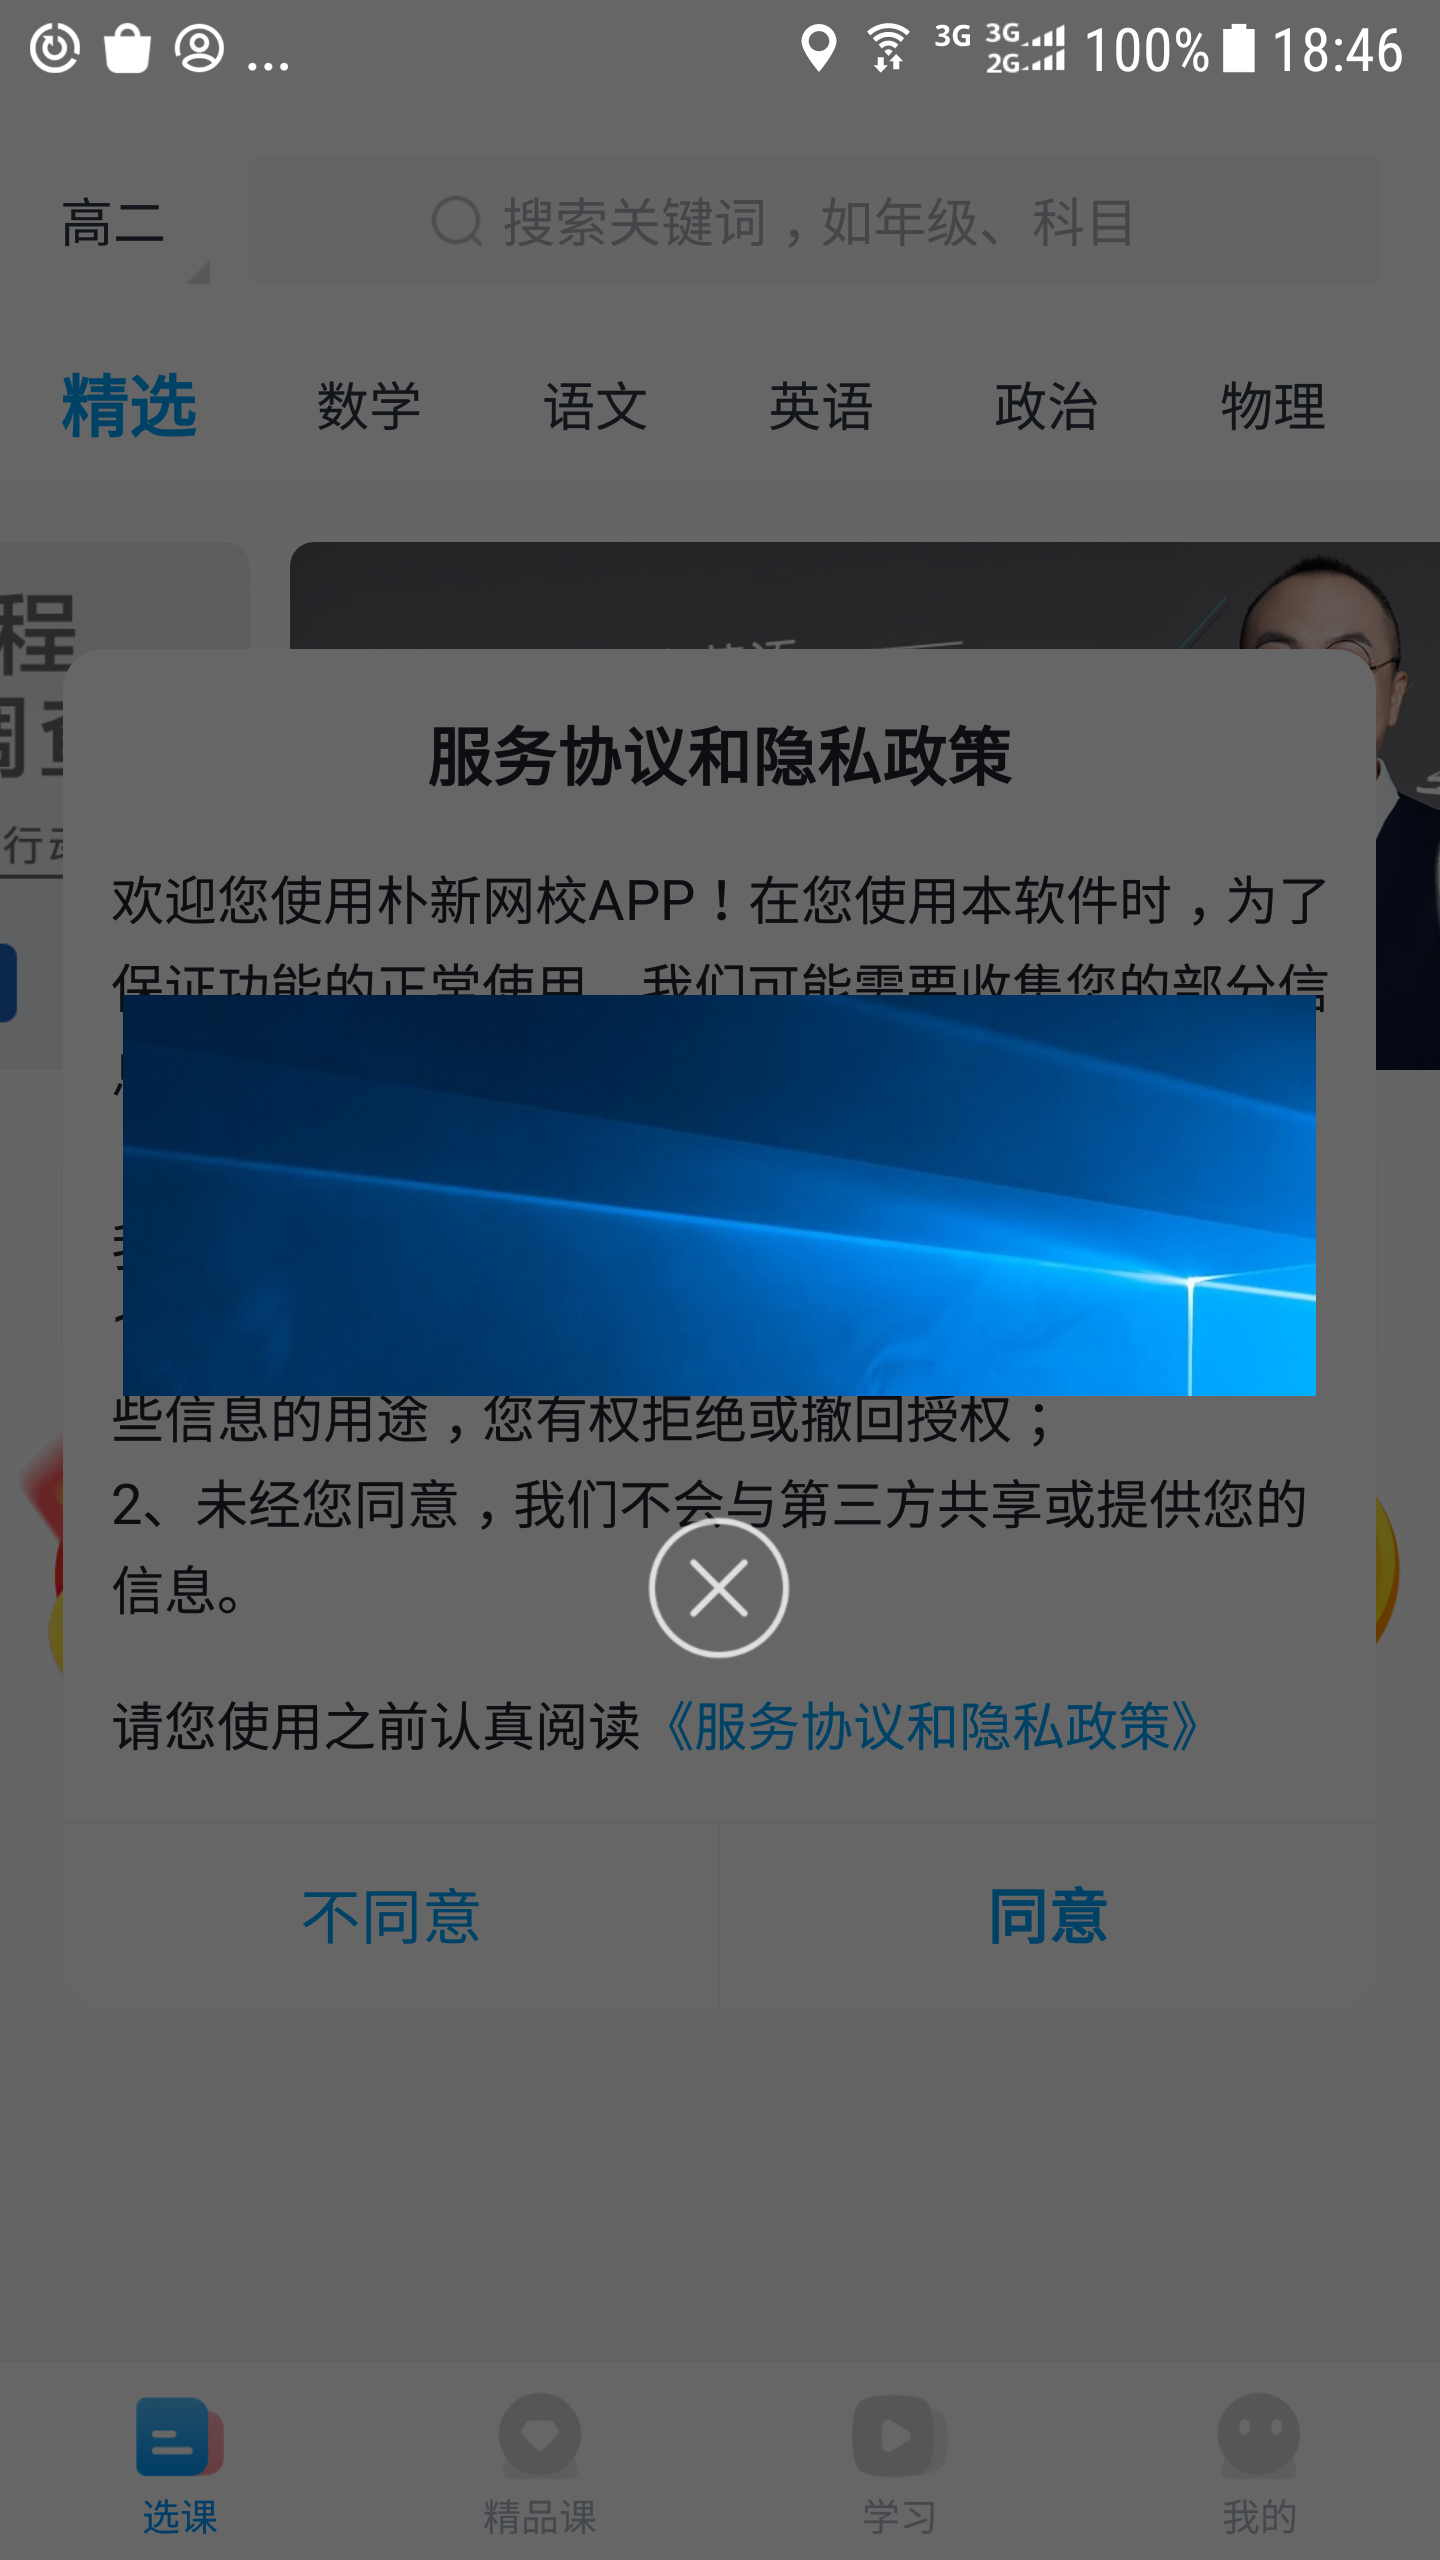 ... 3G 3G 2G 100% 18:46
高二
搜索关键词，如年级、科目
精选 数学 语文 英语 政治 物理
程
行
服务协议和隐私政策
欢迎您使用朴新网校APP！在您使用本软件时，为了
保证功能的正常使用，我们可能需要收集您的部分信
些信息的用途，您有权拒绝或撤回授权；
2、未经您同意，我们不会与第三方共享或提供您的
信息。
请您使用之前认真阅读《服务协议和隐私政策》
不同意 同意
选课 精品课 学习 我的